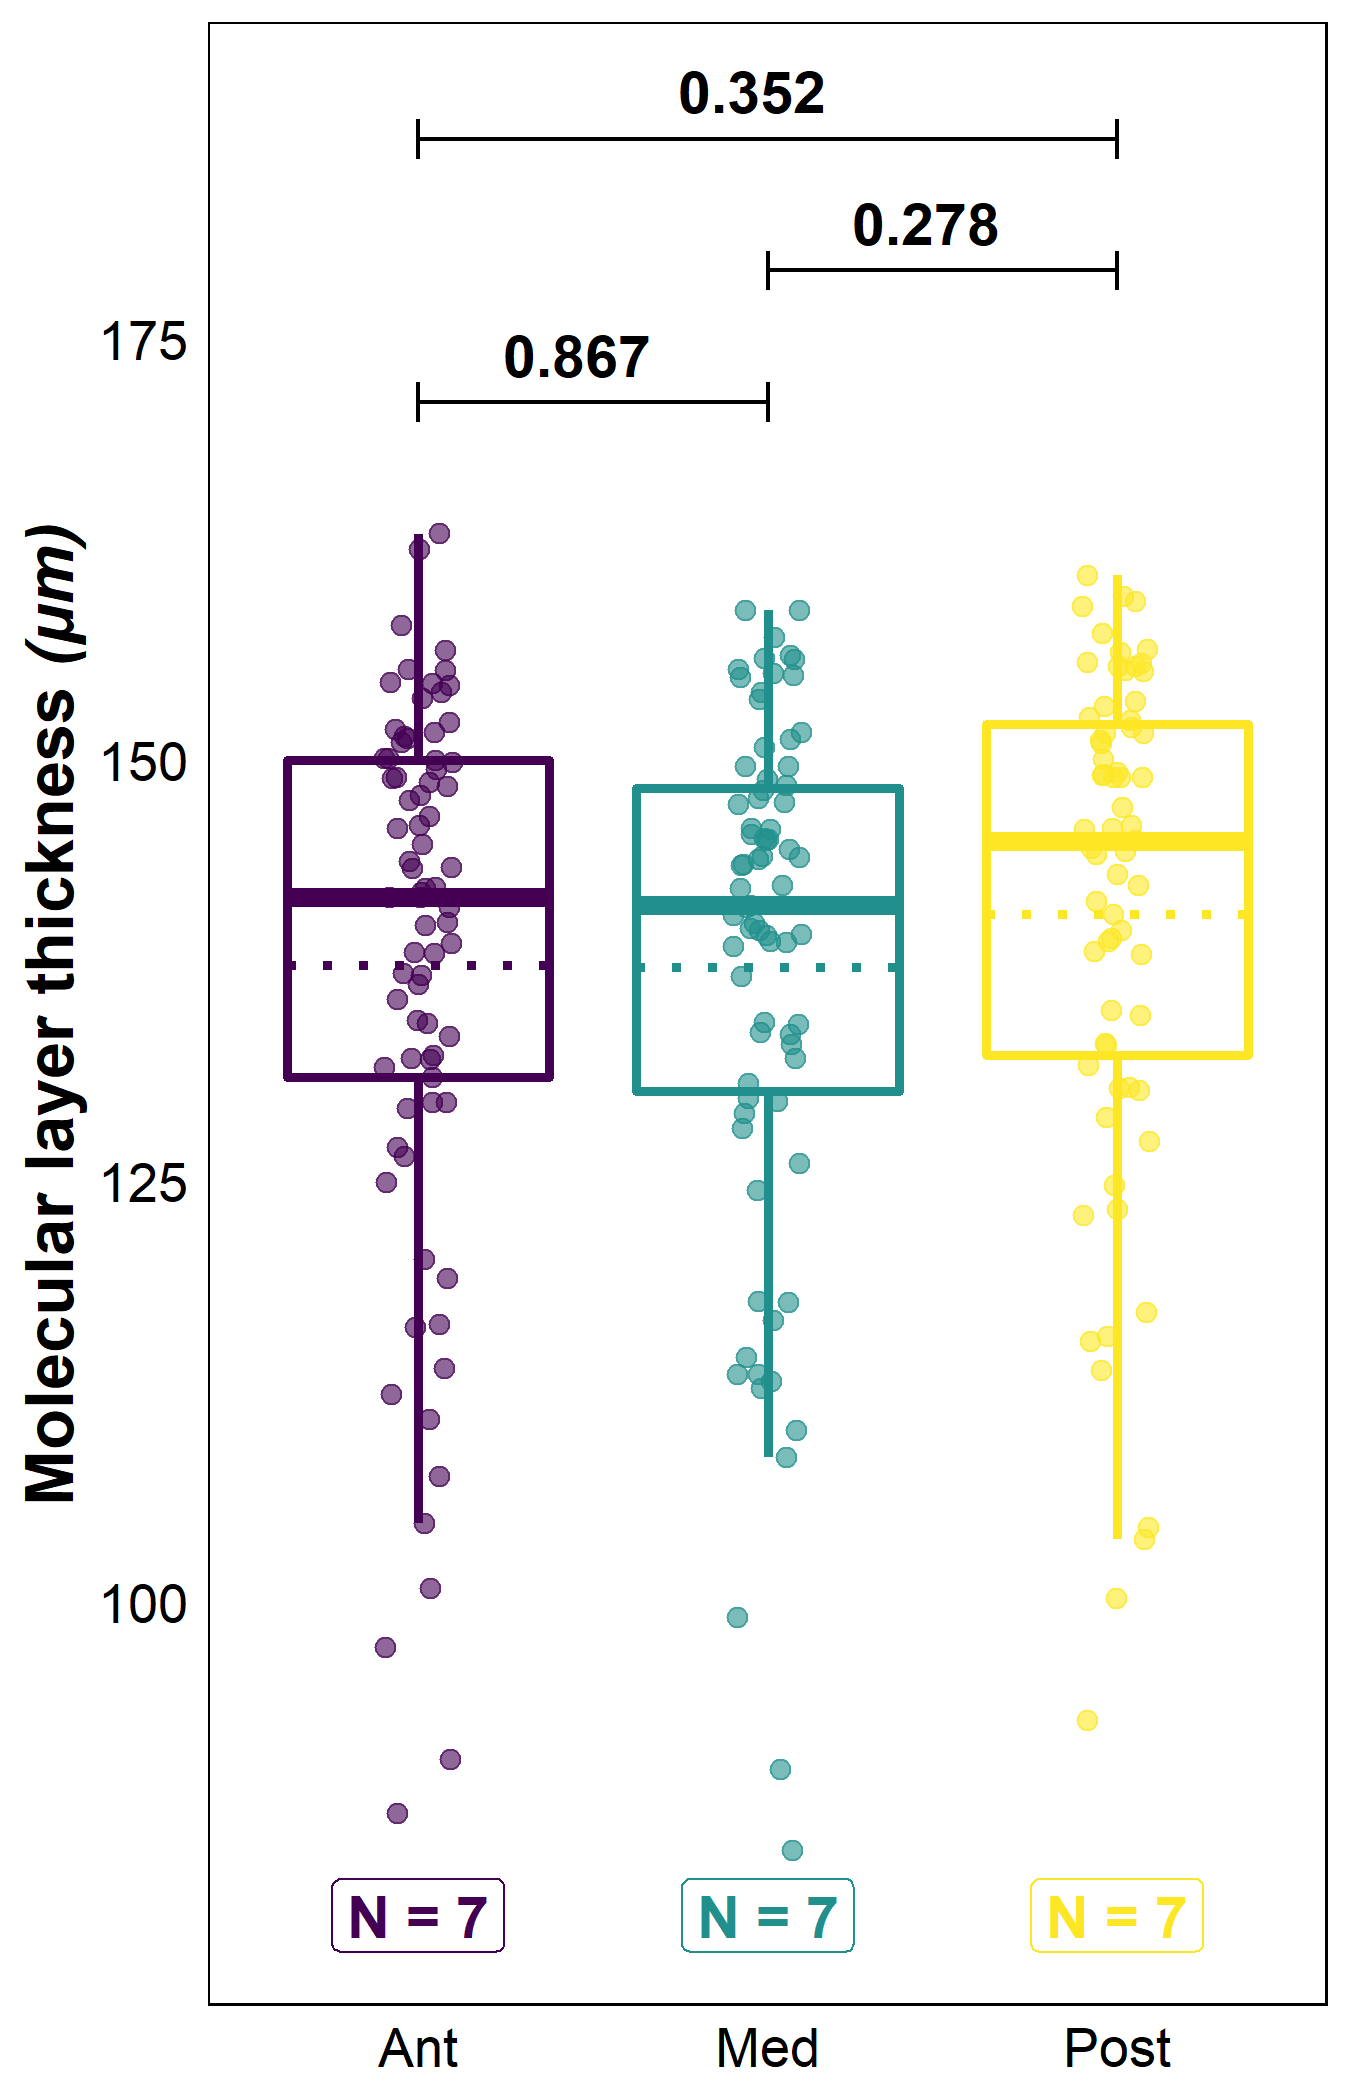 0.352
0.278
0.867
Molecular layer thickness (μm)
175
150
125
100
N = 7
N = 7
N = 7
Ant
Med
Post